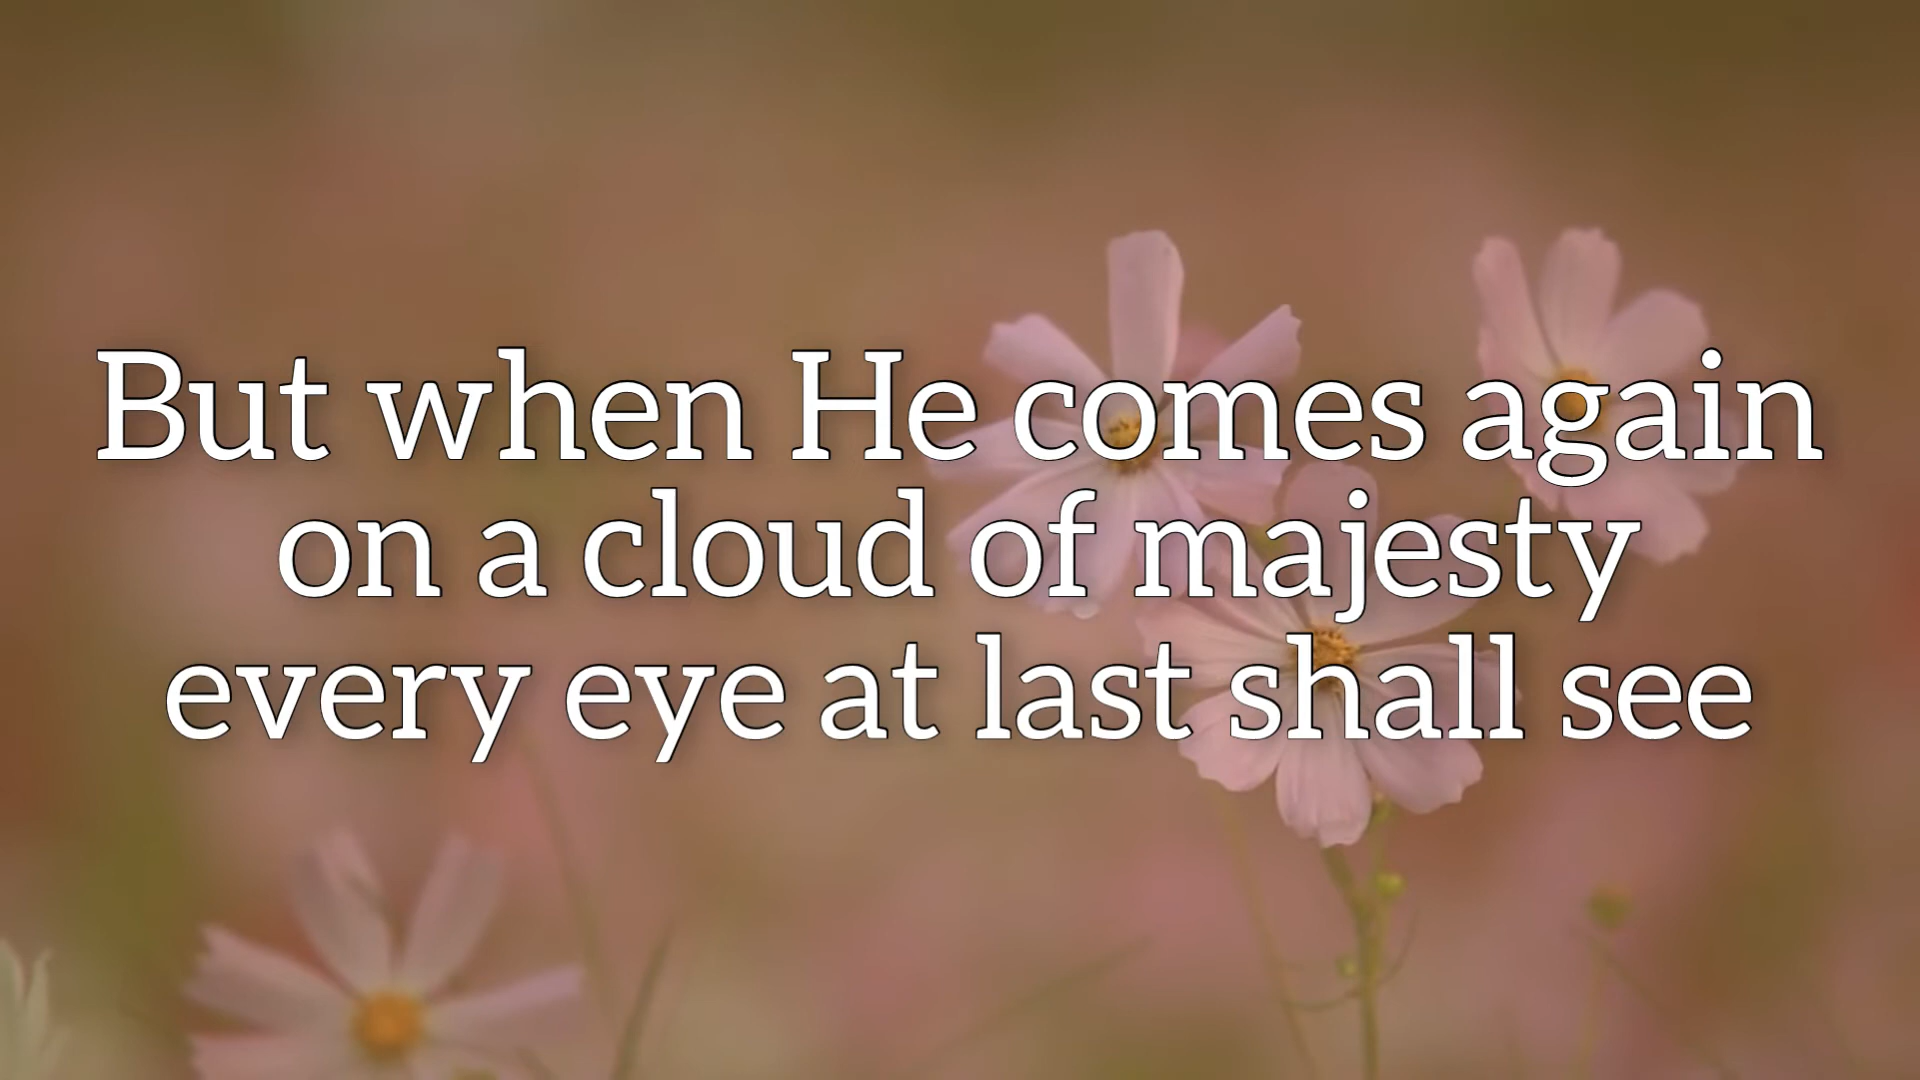 But when He comes again
on a cloud of majesty
every eye at last shall see